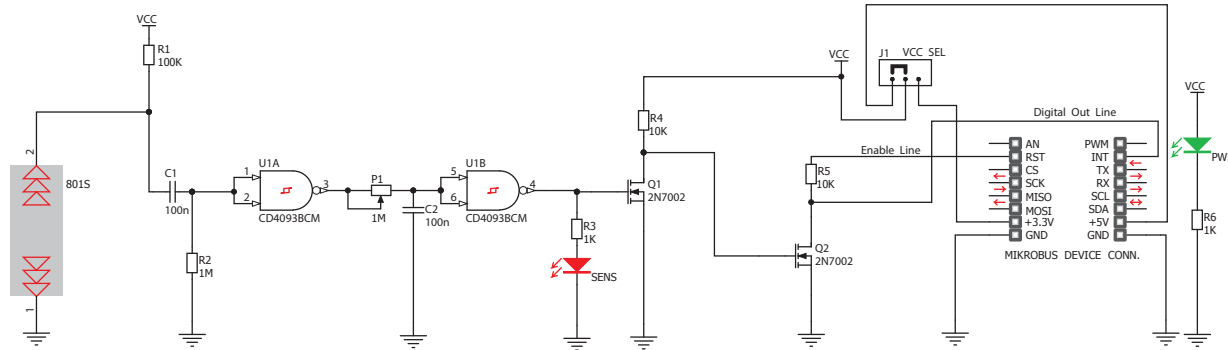 VCC
R1
100K
2
801S
1
C1
100n
R2
1M
U1A
1
2
3
CD4093BCM
P1
1M
C2
100n
U1B
5
6
4
CD4093BCM
R3
1K
SENS
R4
10K
Q1
2N7002
VCC
J1 VCC SEL
Digital Out Line
Enable Line
R5
10K
Q2
2N7002
AN
RST
CS
SCK
MISO
MOSI
+3.3V
GND
PWM
INT
TX
RX
SCL
SDA
+5V
GND
MIKROBUS DEVICE CONN.
VCC
PW
R6
1K